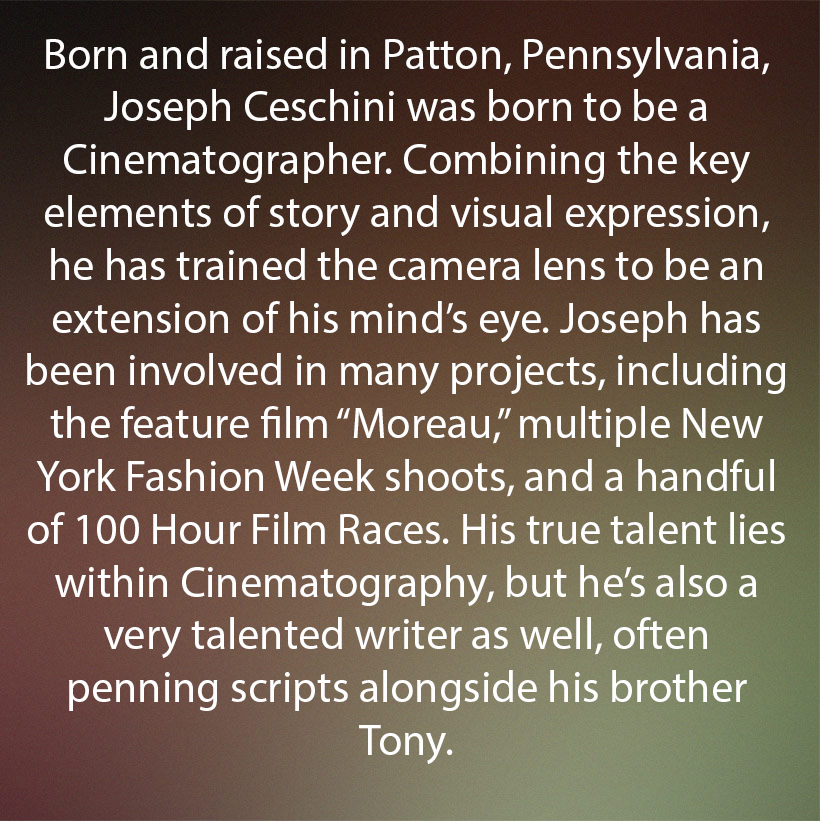 Born and raised in Patton, Pennsylvania,
Joseph Ceschini was born to be a
Cinematographer. Combining the key
elements of story and visual expression,
he has trained the camera lens to be an
extension of his mind’s eye. Joseph has
been involved in many projects, including
the feature film “Moreau,” multiple New
York Fashion Week shoots, and a handful
of 100 Hour Film Races. His true talent lies
within Cinematography, but he’s also a
very talented writer as well, often
penning scripts alongside his brother
Tony.